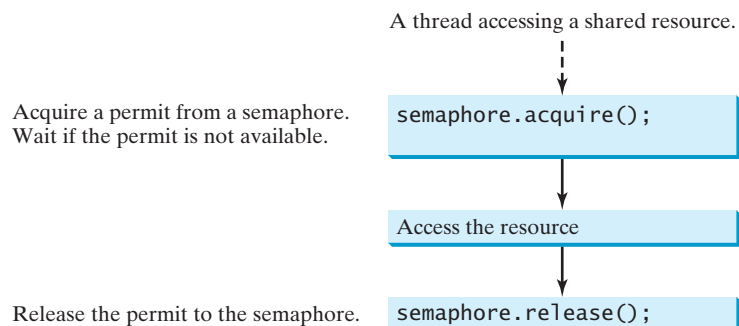 A thread accessing a shared resource.
Acquire a permit from a semaphore.
Wait if the permit is not available.
semaphore.acquire();
Access the resource
Release the permit to the semaphore.
semaphore.release();